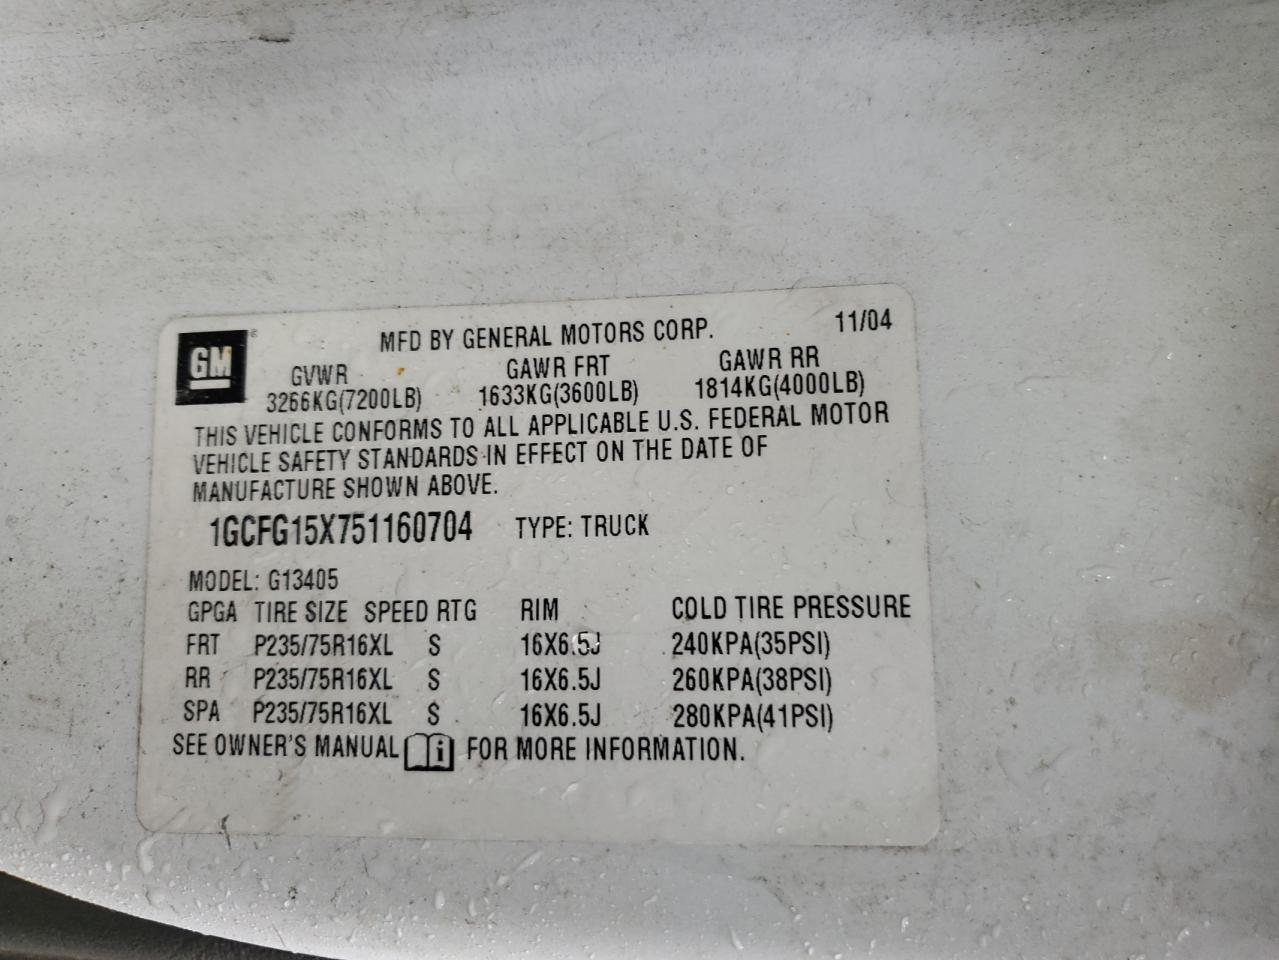 GM®
MFD BY GENERAL MOTORS CORP. 11/04
GVWR GAWR FRT GAWR RR
3266KG(7200LB) 1633KG(3600LB) 1814KG(4000LB)
THIS VEHICLE CONFORMS TO ALL APPLICABLE U.S. FEDERAL MOTOR
VEHICLE SAFETY STANDARDS IN EFFECT ON THE DATE OF
MANUFACTURE SHOWN ABOVE.
1GCFG15X751160704 TYPE: TRUCK
MODEL: G13405
GPGA TIRE SIZE SPEED RTG RIM COLD TIRE PRESSURE
FRT P235/75R16XL S 16X6.5J 240KPA(35PSI)
RR P235/75R16XL S 16X6.5J 260KPA(38PSI)
SPA P235/75R16XL S 16X6.5J 280KPA(41PSI)
SEE OWNER'S MANUAL i FOR MORE INFORMATION.